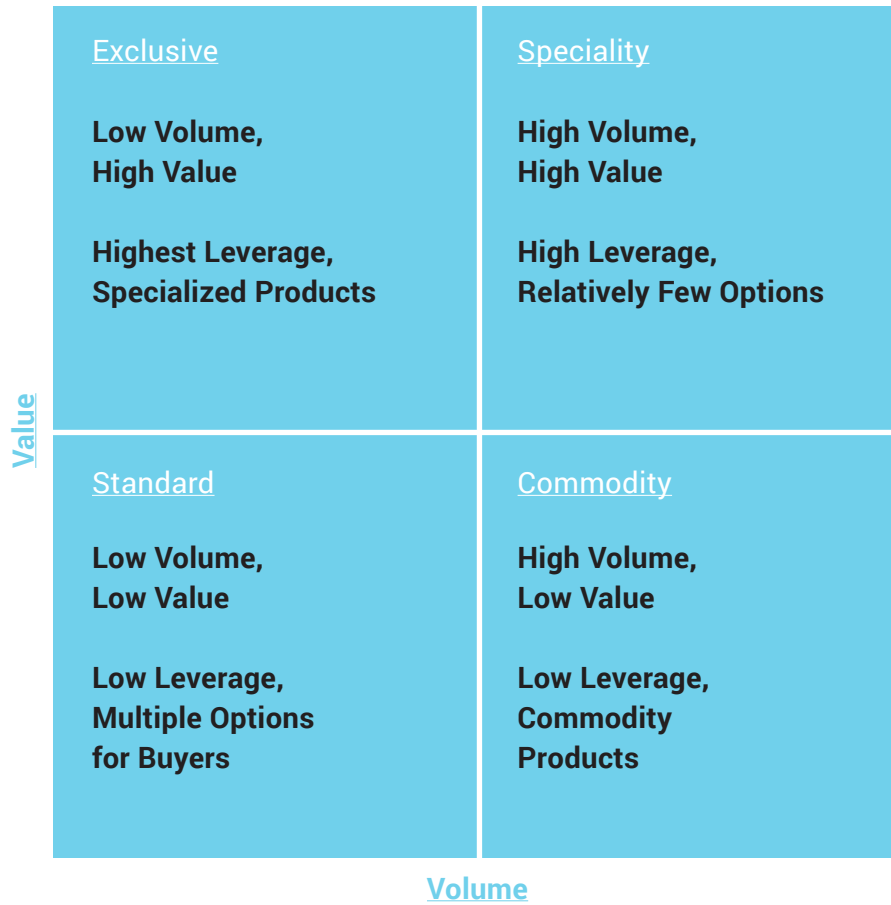 Exclusive
Low Volume,
High Value
Highest Leverage,
Specialized Products
Speciality
High Volume,
High Value
High Leverage,
Relatively Few Options
Value
Standard
Low Volume,
Low Value
Low Leverage,
Multiple Options
for Buyers
Commodity
High Volume,
Low Value
Low Leverage,
Commodity
Products
Volume